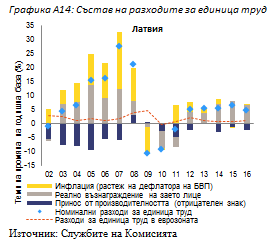 Графика A14: Състав на разходите за единица труд
Латвия
Темп на промяна на годишна база (%)
35
30
25
20
15
10
5
0
-5
-10
-15
02 03 04 05 06 07 08 09 10 11 12 13 14 15 16
Инфлация (растеж на дефлатора на БВП)
Реално възнаграждение на заето лице
Принос от производителността (отрицателен знак)
Номинални разходи за единица труд
Разходи за единица труд в еврозоната
Източник: Службите на Комисията